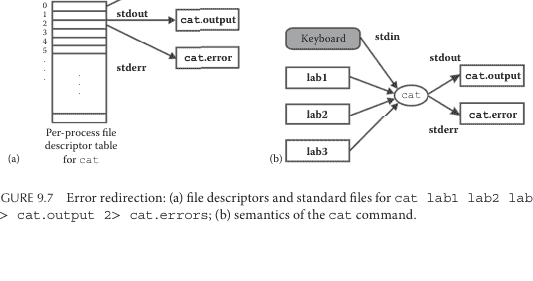 0
1
2
3
4
5
.
.
.
.
.
.
stdout
stderr
cat.output
cat.error
Per-process file
descriptor table
for cat
(a)
Keyboard
stdin
lab1
lab2
lab3
cat
stdout
stderr
cat.output
cat.error
(b)
GURE 9.7 Error redirection: (a) file descriptors and standard files for cat lab1 lab2 lab
> cat.output 2> cat.errors; (b) semantics of the cat command.